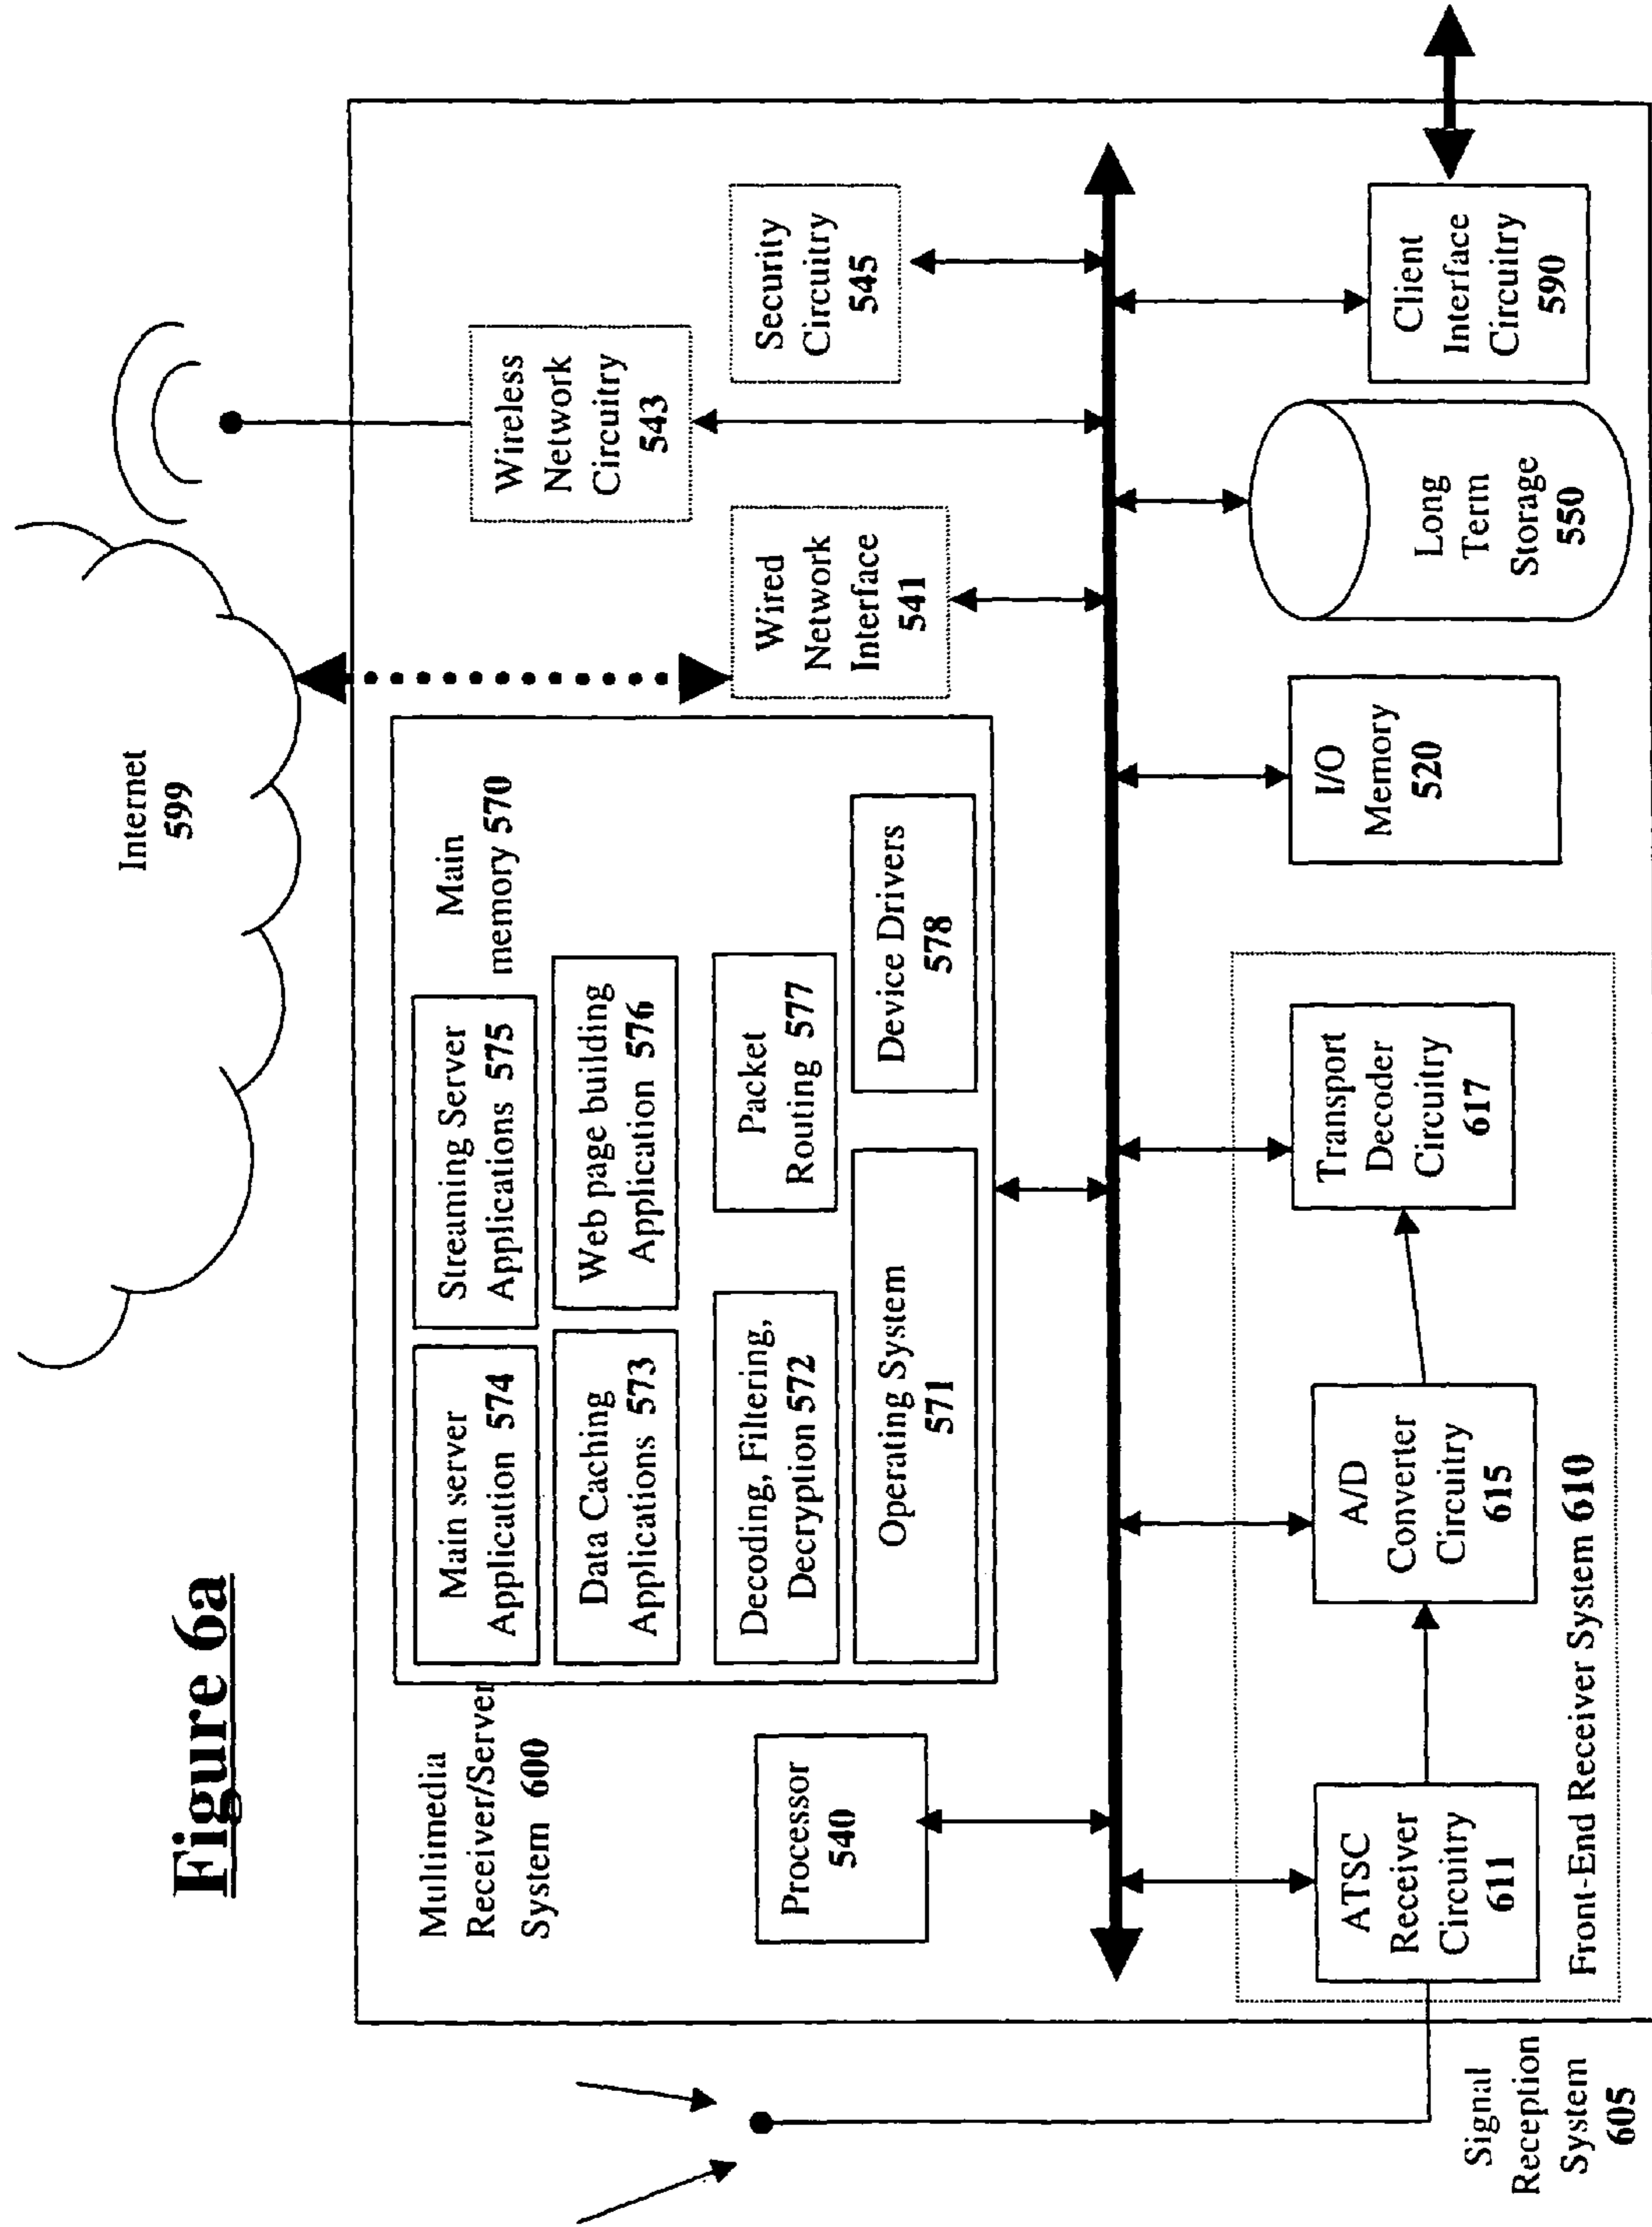 Figure 6a
Internet
599
Multimedia
Receiver/Server
System 600
Main server
Application 574
Streaming Server
Applications 575
Main
memory 570
Data Caching
Applications 573
Web page building
Application 576
Decoding, Filtering,
Decryption 572
Packet
Routing 577
Operating System
571
Device Drivers
578
Processor
540
Wired
Network
Interface
541
Wireless
Network
Circuitry
543
Security
Circuitry
545
ATSC
Receiver
Circuitry
611
A/D
Converter
Circuitry
615
Transport
Decoder
Circuitry
617
Front-End Receiver System 610
I/O
Memory
520
Long
Term
Storage
550
Client
Interface
Circuitry
590
Signal
Reception
System
605